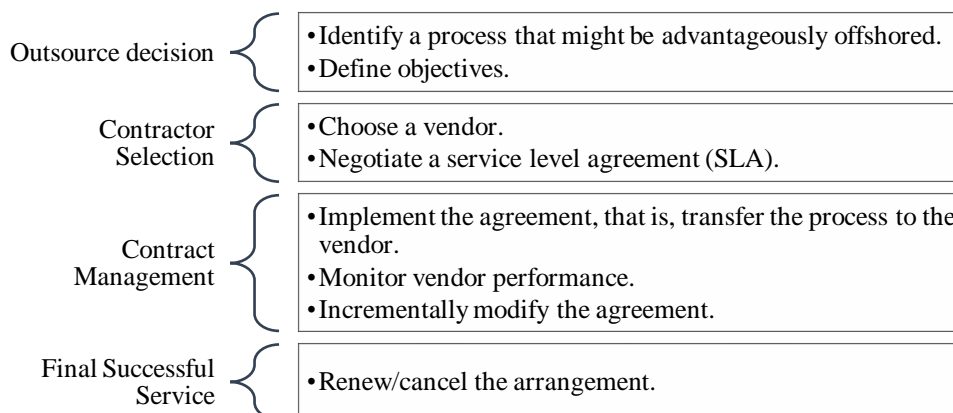 Outsource decision
•Identify a process that might be advantageously offshored.
•Define objectives.
Contractor
Selection
•Choose a vendor.
•Negotiate a service level agreement (SLA).
Contract
Management
•Implement the agreement, that is, transfer the process to the
vendor.
•Monitor vendor performance.
•Incrementally modify the agreement.
Final Successful
Service
•Renew/cancel the arrangement.